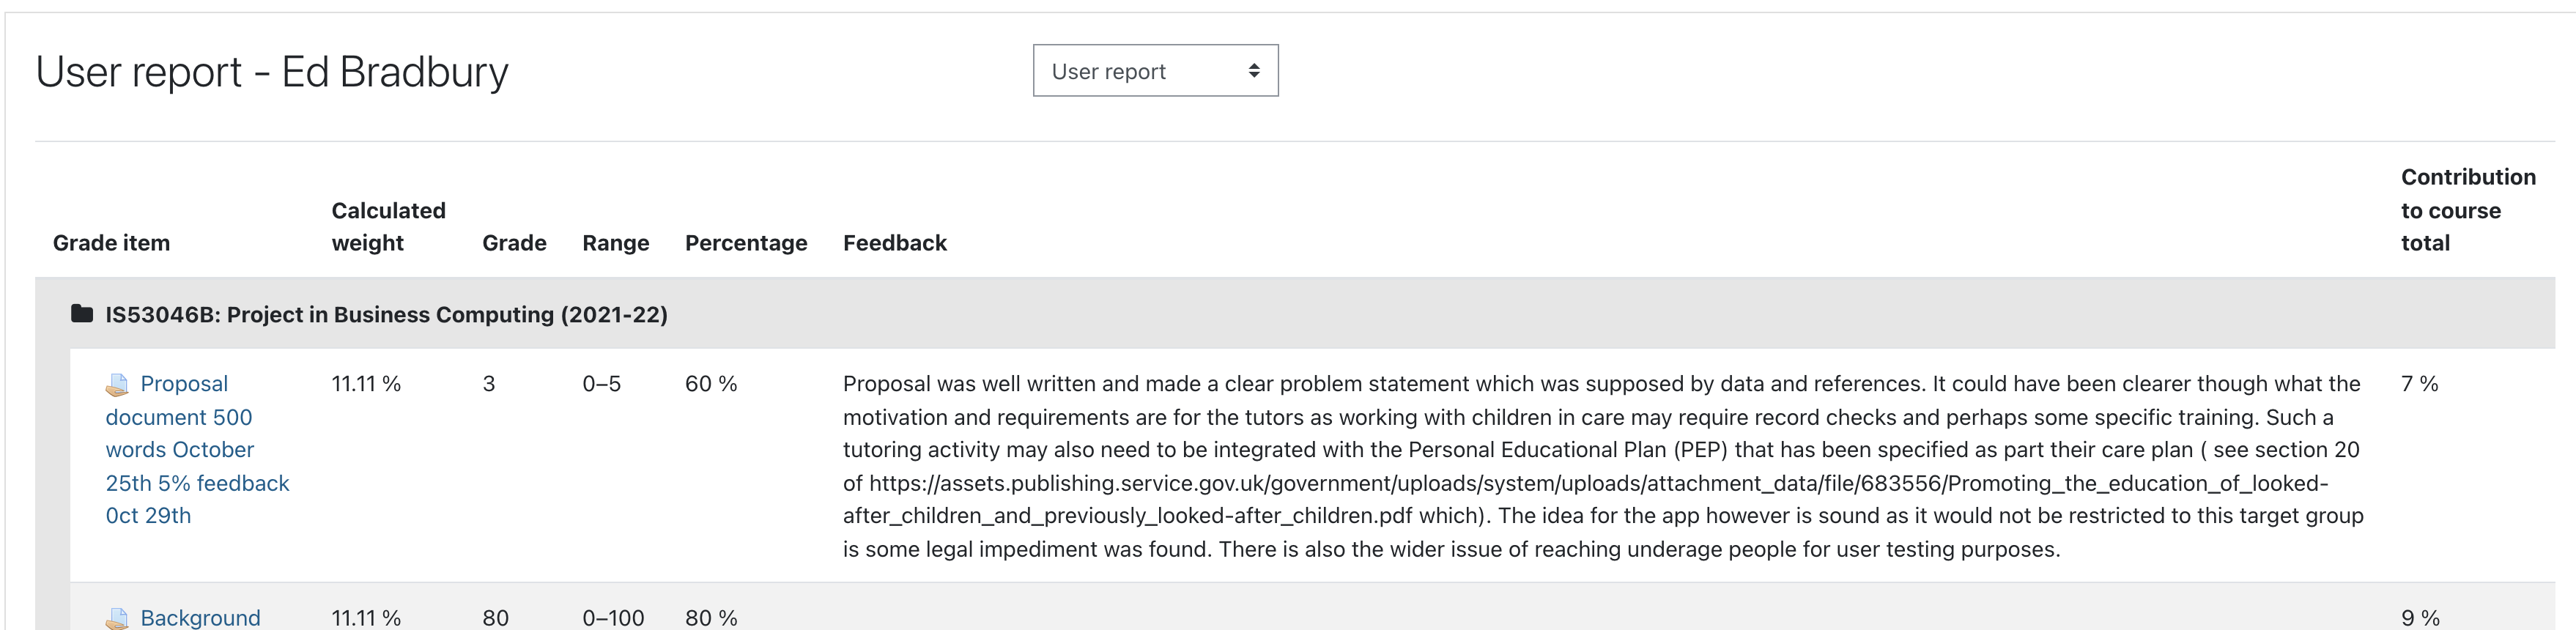 User report - Ed Bradbury
User report
Contribution
to course
total
Calculated
weight
Grade item
Grade
Range
Percentage
Feedback
IS53046B: Project in Business Computing (2021-22)
Proposal
document 500
words October
25th 5% feedback
0ct 29th
11.11 %
3
0–5
60 %
Proposal was well written and made a clear problem statement which was supposed by data and references. It could have been clearer though what the
motivation and requirements are for the tutors as working with children in care may require record checks and perhaps some specific training. Such a
tutoring activity may also need to be integrated with the Personal Educational Plan (PEP) that has been specified as part their care plan ( see section 20
of https://assets.publishing.service.gov.uk/government/uploads/system/uploads/attachment_data/file/683556/Promoting_the_education_of_looked-
after_children_and_previously_looked-after_children.pdf which). The idea for the app however is sound as it would not be restricted to this target group
is some legal impediment was found. There is also the wider issue of reaching underage people for user testing purposes.
7 %
Background
11.11 %
80
0–100
80 %
9 %